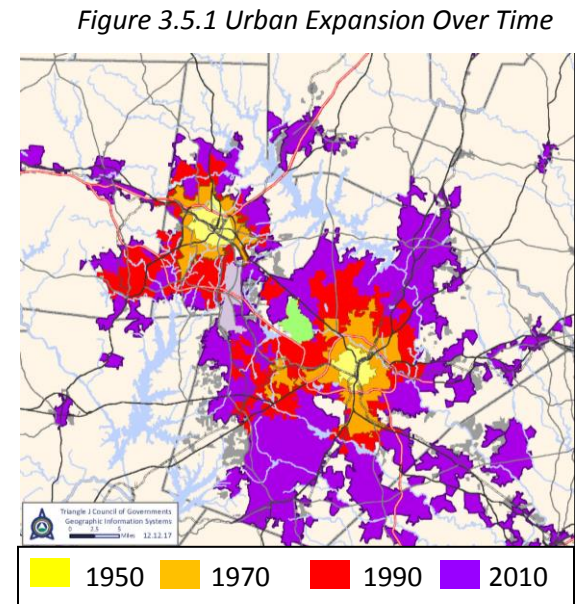 Figure 3.5.1 Urban Expansion Over Time
Triangle J Council of Governments
Geographic Information Systems
0 2.5 5
Miles 12.12.17
1950 1970 1990 2010